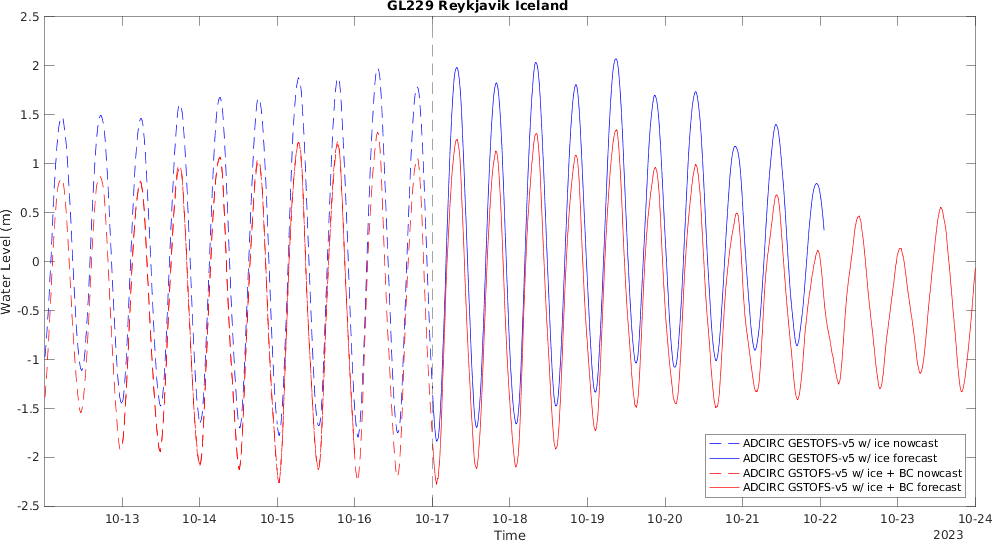 GL229 Reykjavik Iceland
2.5
2
1.5
1
0.5
0
-0.5
-1
-1.5
-2
-2.5
Water Level (m)
10-13 10-14 10-15 10-16 10-17 10-18 10-19 10-20 10-21 10-22 10-23 10-24
Time
2023
ADCIRC GESTOFS-v5 w/ ice nowcast
ADCIRC GESTOFS-v5 w/ ice forecast
ADCIRC GSTOFS-v5 w/ ice + BC nowcast
ADCIRC GSTOFS-v5 w/ ice + BC forecast